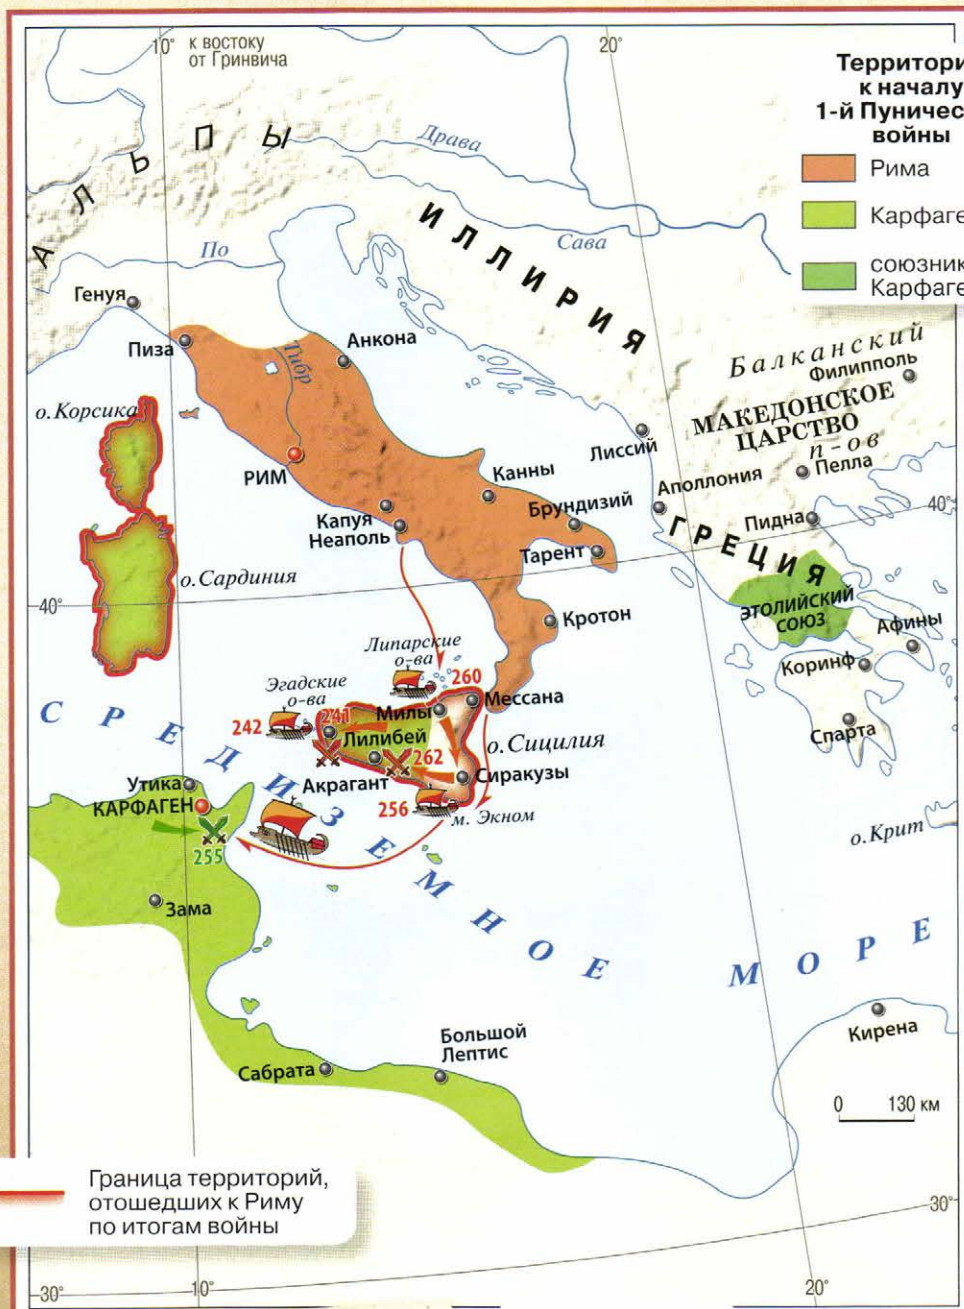 10°
к востоку
от Гринвича
20°
Территори
к началу
1-й Пуничес
войны
Рима
Карфаге
союзник
Карфаге
АЛЬПЫ
Драва
Сава
ИЛЛИРИЯ
По
Генуя
Пиза
Тибр
Анкона
о.Корсика
РИМ
Канны
Капуя
Неаполь
Брундизий
Тарент
Лиссий
Балканский
Филипполь
МАКЕДОНСКОЕ
ЦАРСТВО
п-ов
Пелла
Аполлония
Пидна
40°
ГРЕЦИЯ
о.Сардиния
40°
Кротон
ЭТОЛИЙСКИЙ
СОЮЗ
Афины
Коринф
Спарта
Липарские
о-ва
260
Мессана
Эгадские
о-ва
242
241
Милы
Лилибей
262
о.Сицилия
Акрагант
Сиракузы
256
м. Экном
СРЕДИЗЕМНОЕ МОРЕ
Утика
КАРФАГЕН
255
Зама
о.Крит
Сабрата
Большой
Лептис
Кирена
0 130 км
Граница территорий,
отошедших к Риму
по итогам войны
30°
30°
10°
20°